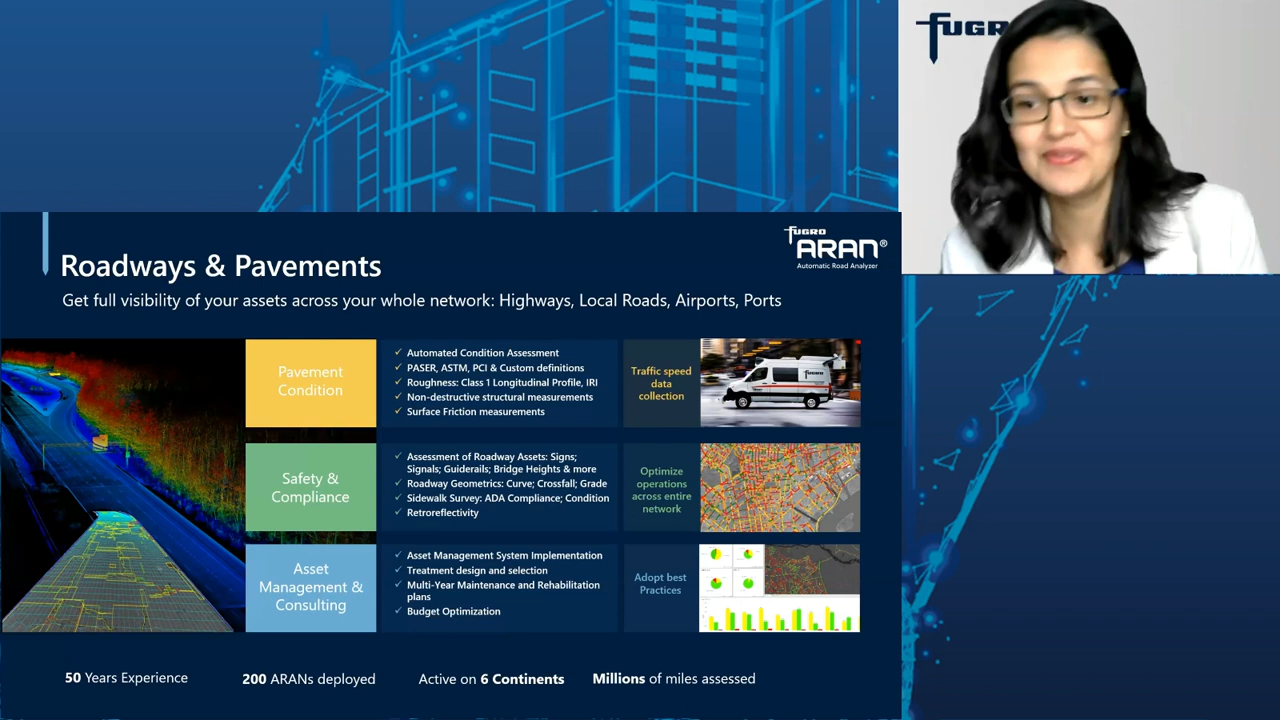 FUGR
FUGRO
ARAN®
Automatic Road Analyzer
Roadways & Pavements
Get full visibility of your assets across your whole network: Highways, Local Roads, Airports, Ports
Pavement
Condition
✓ Automated Condition Assessment
✓ PASER, ASTM, PCI & Custom definitions
✓ Roughness: Class 1 Longitudinal Profile, IRI
✓ Non-destructive structural measurements
✓ Surface Friction measurements
Traffic speed
data
collection
FUGRO
Safety &
Compliance
✓ Assessment of Roadway Assets: Signs;
Signals; Guiderails; Bridge Heights & more
✓ Roadway Geometrics: Curve; Crossfall; Grade
✓ Sidewalk Survey: ADA Compliance; Condition
✓ Retroreflectivity
Optimize
operations
across entire
network
Asset
Management &
Consulting
✓ Asset Management System Implementation
✓ Treatment design and selection
✓ Multi-Year Maintenance and Rehabilitation
plans
✓ Budget Optimization
Adopt best
Practices
50 Years Experience
200 ARANs deployed
Active on 6 Continents
Millions of miles assessed